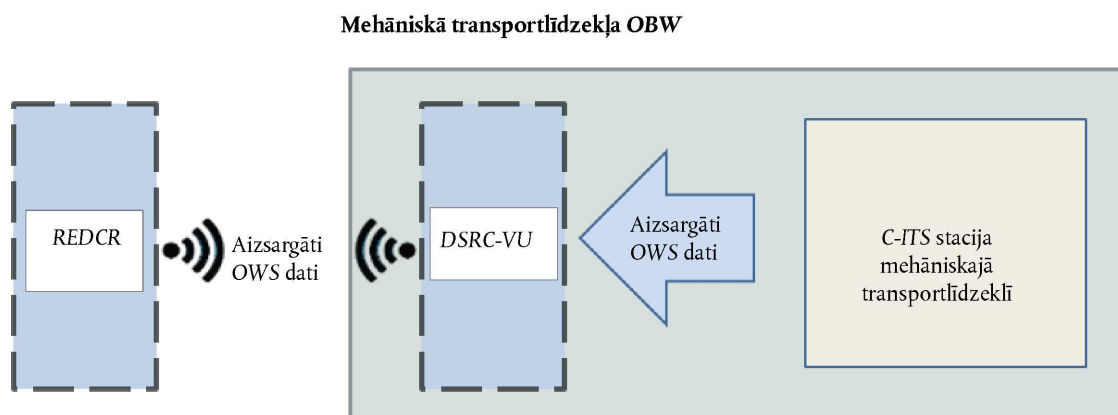 Mehāniskā transportlīdzekļa OBW
REDCR
Aizsargāti
OWS dati
DSRC-VU
Aizsargāti
OWS dati
C-ITS stacija
mehāniskajā
transportlīdzeklī